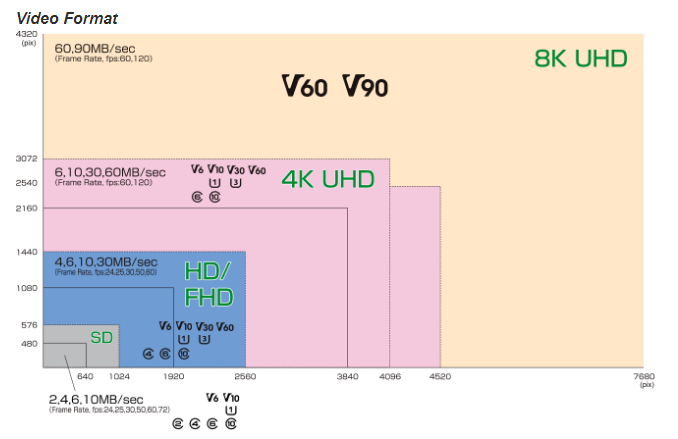 Video Format
4320
(pix)
60,90MB/sec
(Frame Rate, fps:60,120)
8K UHD
V60 V90
3072
6,10,30,60MB/sec
(Frame Rate, fps:60,120)
V6 V10 V30 V60
1 3
6 10
4K UHD
2540
2160
1440
4,6,10,30MB/sec
(Frame Rate, fps:24,25,30,50,60)
HD/
FHD
1080
V6 V10 V30 V60
1 3
4 6 10
576
SD
480
640 1024 1920 2560 3840 4096 4520 7680
(pix)
2,4,6,10MB/sec
(Frame Rate, fps:24,25,30,50,60,72)
V6 V10
1
2 4 6 10